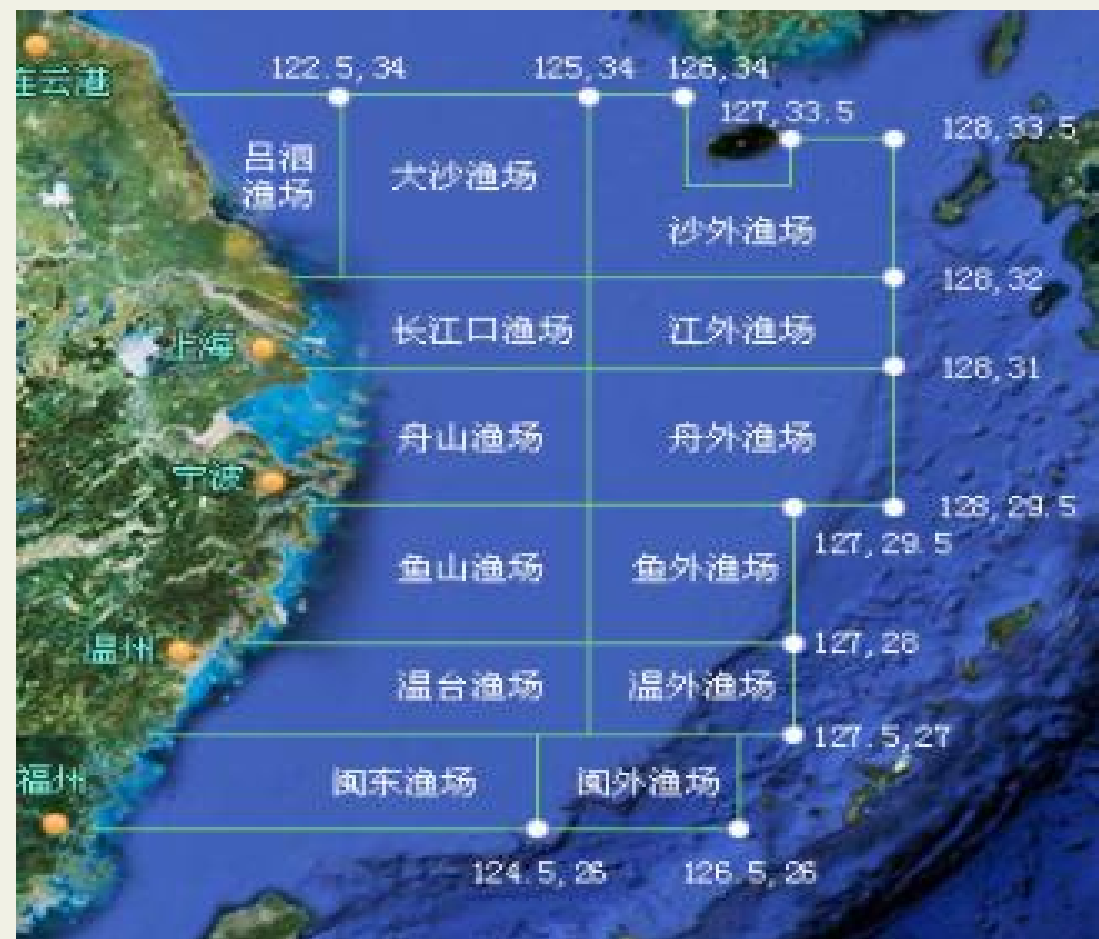 连云港
122.5,34
125,34
126,34
127,33.5
128,33.5
吕泗
渔场
大沙渔场
沙外渔场
128,32
长江口渔场
江外渔场
上海
128,31
舟山渔场
舟外渔场
宁波
128,29.5
127,29.5
鱼山渔场
鱼外渔场
温州
127,28
温台渔场
温外渔场
127.5,27
福州
闽东渔场
闽外渔场
124.5,26
126.5,26